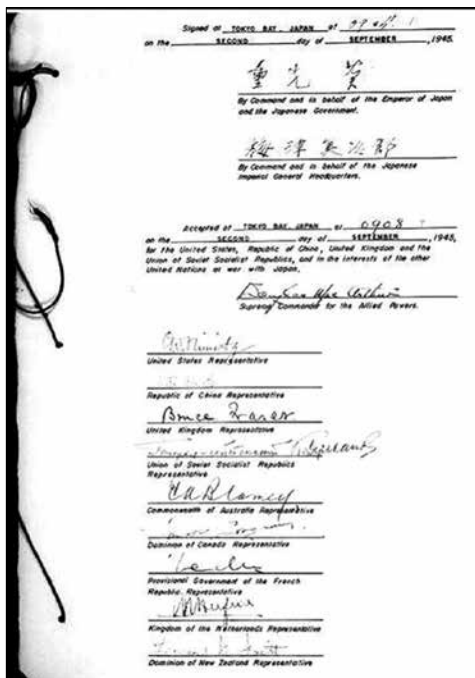 Signed at TOKYO BAY, JAPAN at 0904 I
on the SECOND day of SEPTEMBER, 1945.
重光葵
By Command and in behalf of the Emperor of Japan
and the Japanese Government.
梅津美治郎
By Command and in behalf of the Japanese
Imperial General Headquarters.
Accepted at TOKYO BAY, JAPAN at 0908 I
on the SECOND day of SEPTEMBER, 1945,
for the United States, Republic of China, United Kingdom and the
Union of Soviet Socialist Republics, and in the interests of the other
United Nations at war with Japan.
Douglas MacArthur
Supreme Commander for the Allied Powers.
C.W. Nimitz
United States Representative
Republic of China Representative
Bruce Fraser
United Kingdom Representative
Union of Soviet Socialist Republics
Representative
T.A. Blamey
Commonwealth of Australia Representative
Dominion of Canada Representative
Provisional Government of the French
Republic Representative
Kingdom of the Netherlands Representative
Dominion of New Zealand Representative